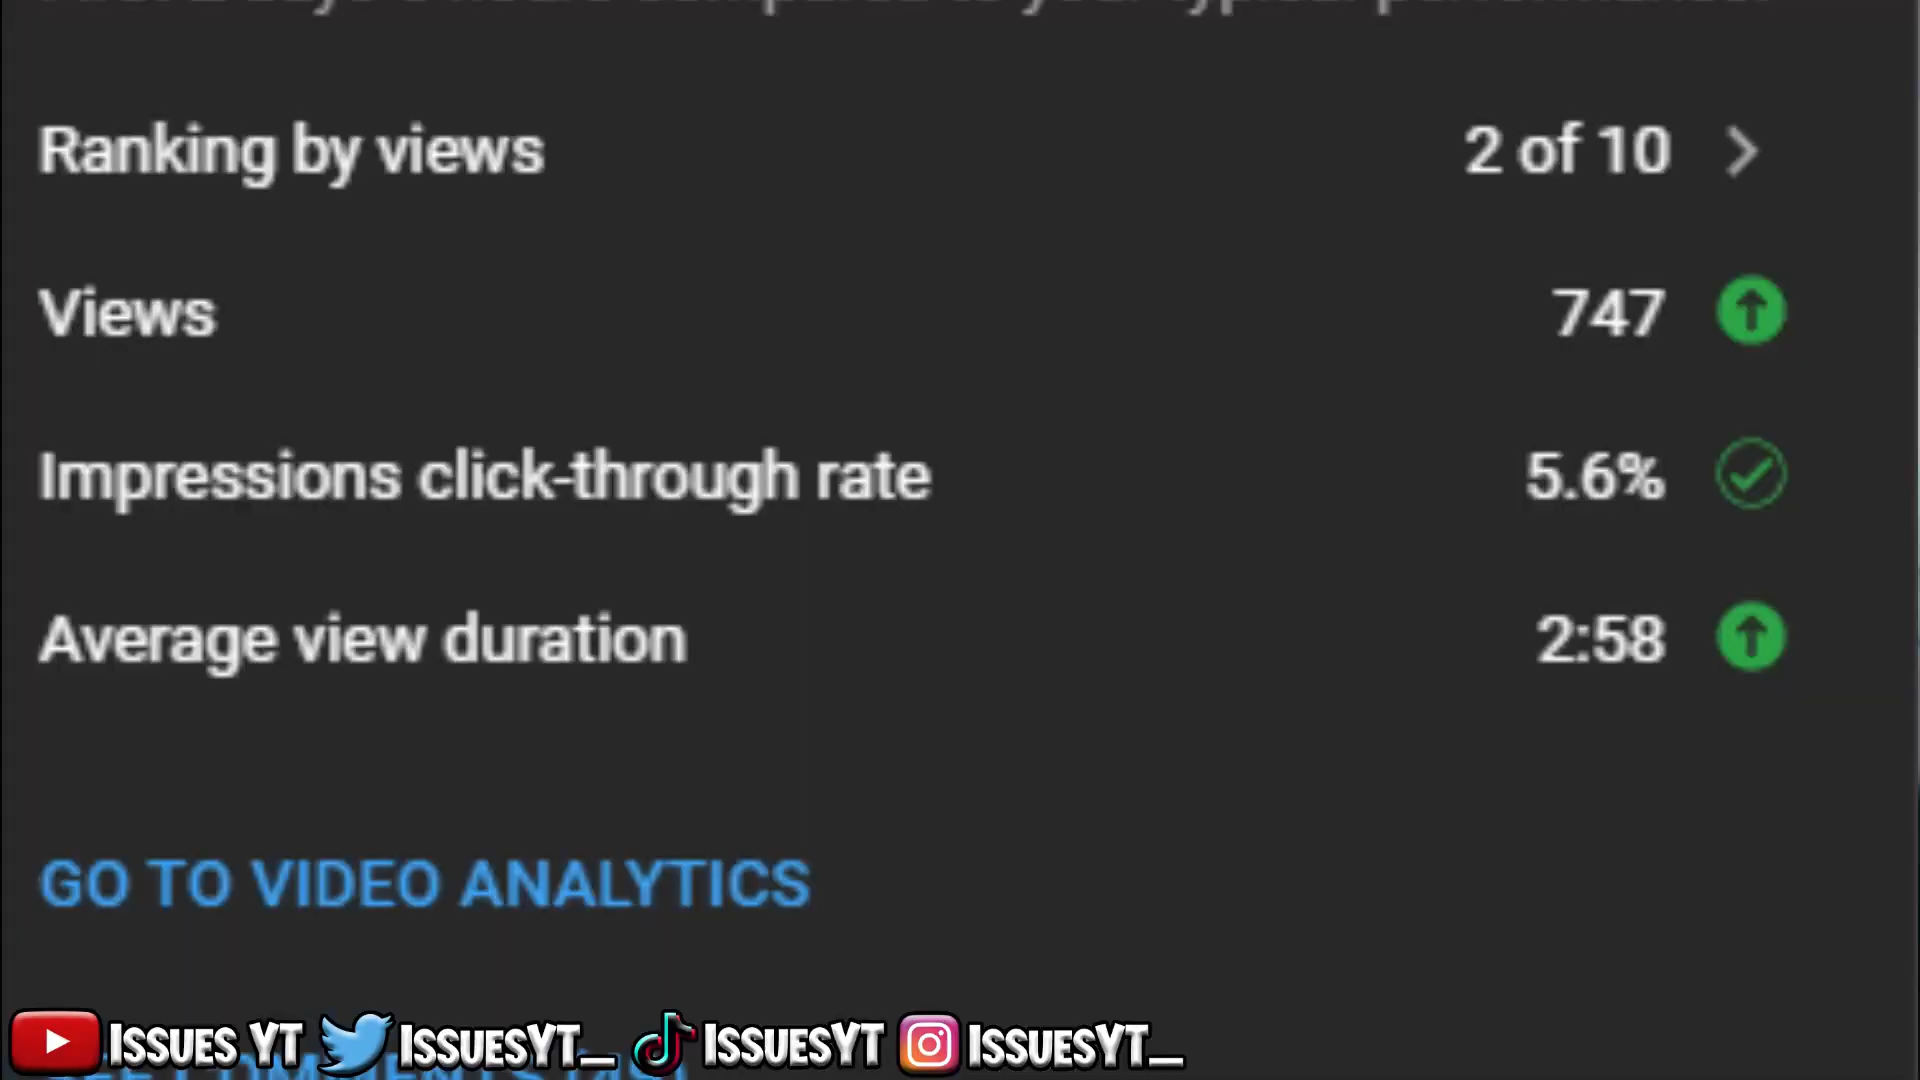 Ranking by views 2 of 10
Views 747
Impressions click-through rate 5.6%
Average view duration 2:58
GO TO VIDEO ANALYTICS
ISSUES YT ISSUESYT_ ISSUESYT ISSUESYT_